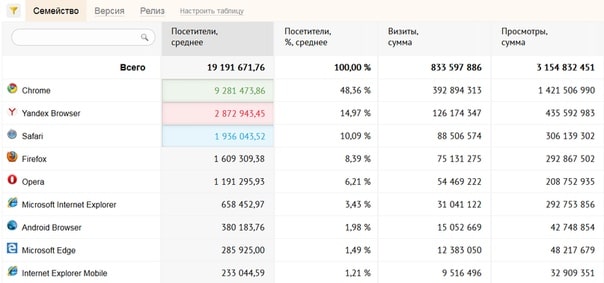 Семейство Версия Релиз Настроить таблицу
Посетители, Посетители, Визиты, Просмотры,
среднее %, среднее сумма сумма
Всего 19 191 671,76 100,00 % 833 597 886 3 154 832 451
Chrome 9 281 473,86 48,36 % 392 894 313 1 421 506 990
Yandex Browser 2 872 943,45 14,97 % 126 174 347 435 592 983
Safari 1 936 043,52 10,09 % 88 506 574 306 139 302
Firefox 1 609 309,38 8,39 % 75 131 275 292 867 502
Opera 1 191 295,93 6,21 % 54 469 222 208 752 935
Microsoft Internet Explorer 658 452,97 3,43 % 31 041 122 292 753 856
Android Browser 380 183,76 1,98 % 15 052 669 42 748 854
Microsoft Edge 285 925,00 1,49 % 12 383 050 48 217 679
Internet Explorer Mobile 233 044,59 1,21 % 9 516 496 32 909 351